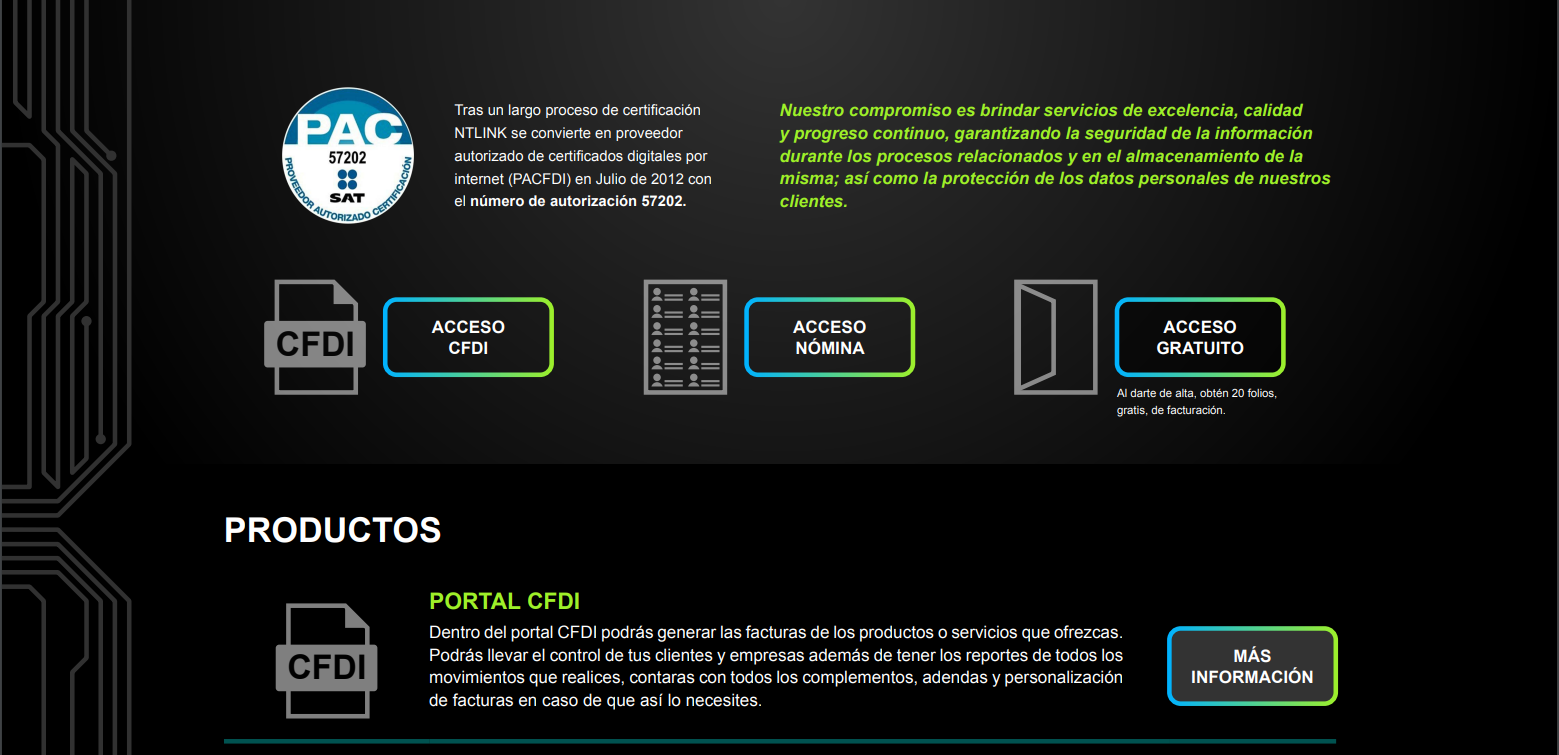 PAC
57202
SAT
PROVEEDOR AUTORIZADO CERTIFICACIÓN
Tras un largo proceso de certificación
NTLINK se convierte en proveedor
autorizado de certificados digitales por
internet (PACFDI) en Julio de 2012 con
el número de autorización 57202.
Nuestro compromiso es brindar servicios de excelencia, calidad
y progreso continuo, garantizando la seguridad de la información
durante los procesos relacionados y en el almacenamiento de la
misma; así como la protección de los datos personales de nuestros
clientes.
CFDI
ACCESO
CFDI
ACCESO
NÓMINA
ACCESO
GRATUITO
Al darte de alta, obtén 20 folios,
gratis, de facturación.
PRODUCTOS
CFDI
PORTAL CFDI
Dentro del portal CFDI podrás generar las facturas de los productos o servicios que ofrezcas.
Podrás llevar el control de tus clientes y empresas además de tener los reportes de todos los
movimientos que realices, contaras con todos los complementos, adendas y personalización
de facturas en caso de que así lo necesites.
MÁS
INFORMACIÓN